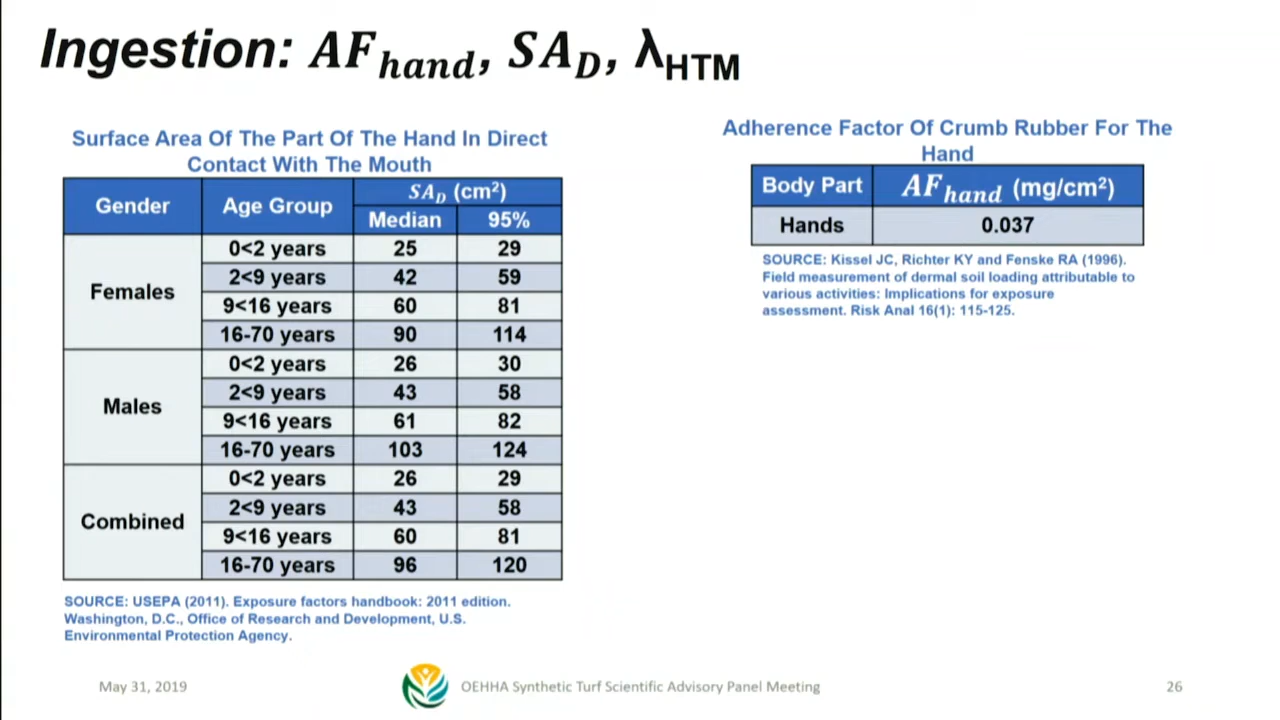 Ingestion: AF_hand, SA_D, λ_HTM
Surface Area Of The Part Of The Hand In Direct
Contact With The Mouth
Gender Age Group SA_D (cm²)
Median 95%
Females
0<2 years 25 29
2<9 years 42 59
9<16 years 60 81
16-70 years 90 114
Males
0<2 years 26 30
2<9 years 43 58
9<16 years 61 82
16-70 years 103 124
Combined
0<2 years 26 29
2<9 years 43 58
9<16 years 60 81
16-70 years 96 120
SOURCE: USEPA (2011). Exposure factors handbook: 2011 edition.
Washington, D.C., Office of Research and Development, U.S.
Environmental Protection Agency.
Adherence Factor Of Crumb Rubber For The
Hand
Body Part AF_hand (mg/cm²)
Hands 0.037
SOURCE: Kissel JC, Richter KY and Fenske RA (1996).
Field measurement of dermal soil loading attributable to
various activities: Implications for exposure
assessment. Risk Anal 16(1): 115-125.
May 31, 2019
OEHHA Synthetic Turf Scientific Advisory Panel Meeting
26